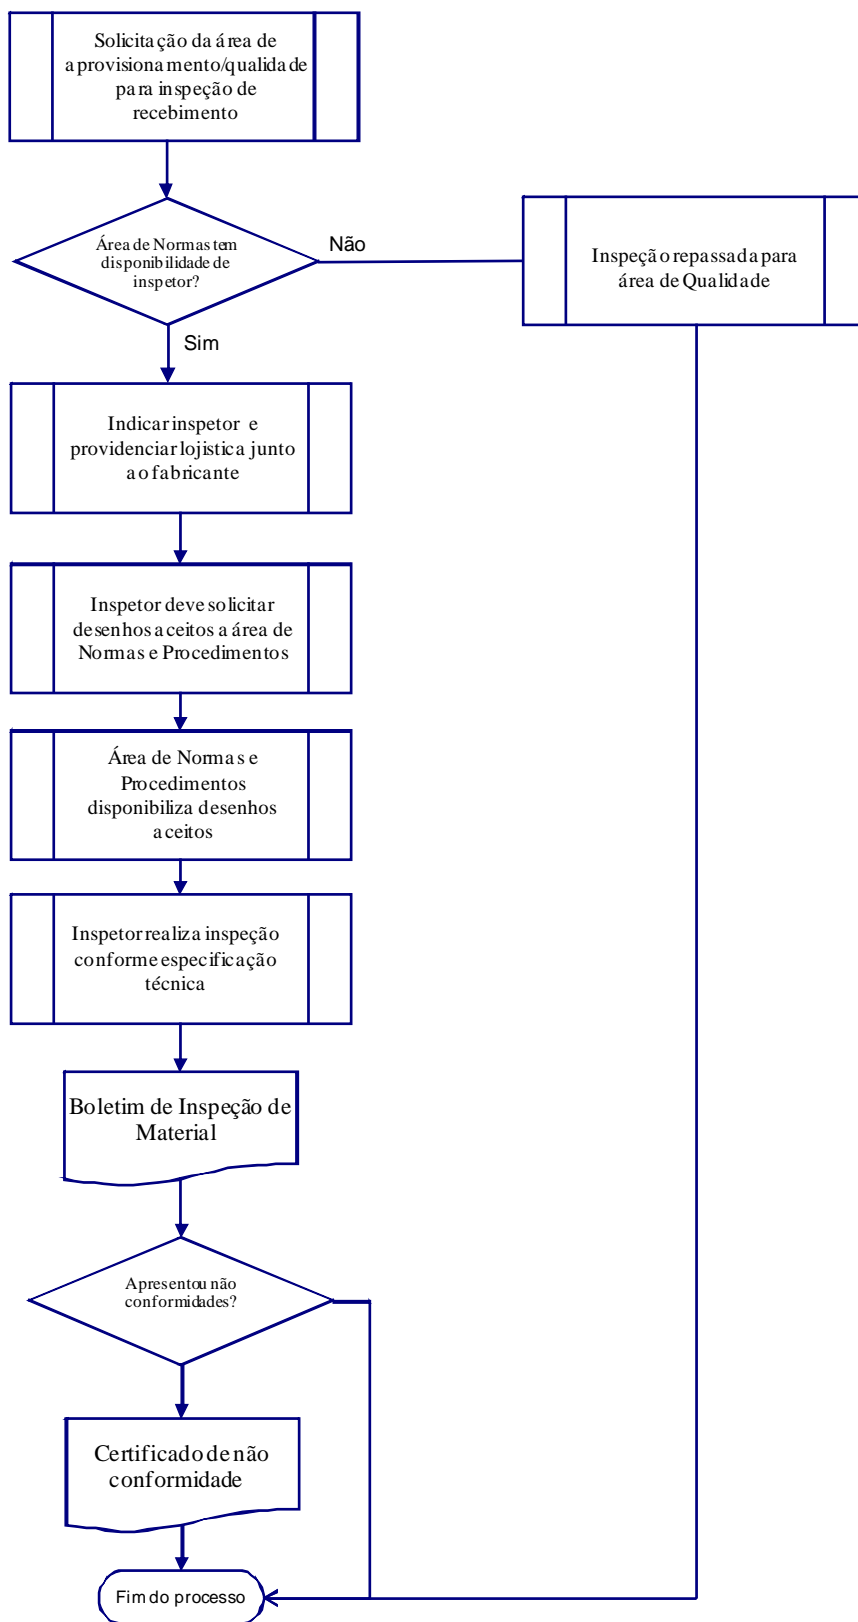 Solicitação da área de
aprovisionamento/qualidade
para inspeção de
recebimento
Área de Normas tem
disponibilidade de
inspetor?
Não
Inspeção repassada para
área de Qualidade
Sim
Indicar inspetor e
providenciar lojistica junto
ao fabricante
Inspetor deve solicitar
desenhos aceitos a área de
Normas e Procedimentos
Área de Normas e
Procedimentos
disponibiliza desenhos
aceitos
Inspetor realiza inspeção
conforme especificação
técnica
Boletim de Inspeção de
Material
Apresentou não
conformidades?
Certificado de não
conformidade
Fim do processo